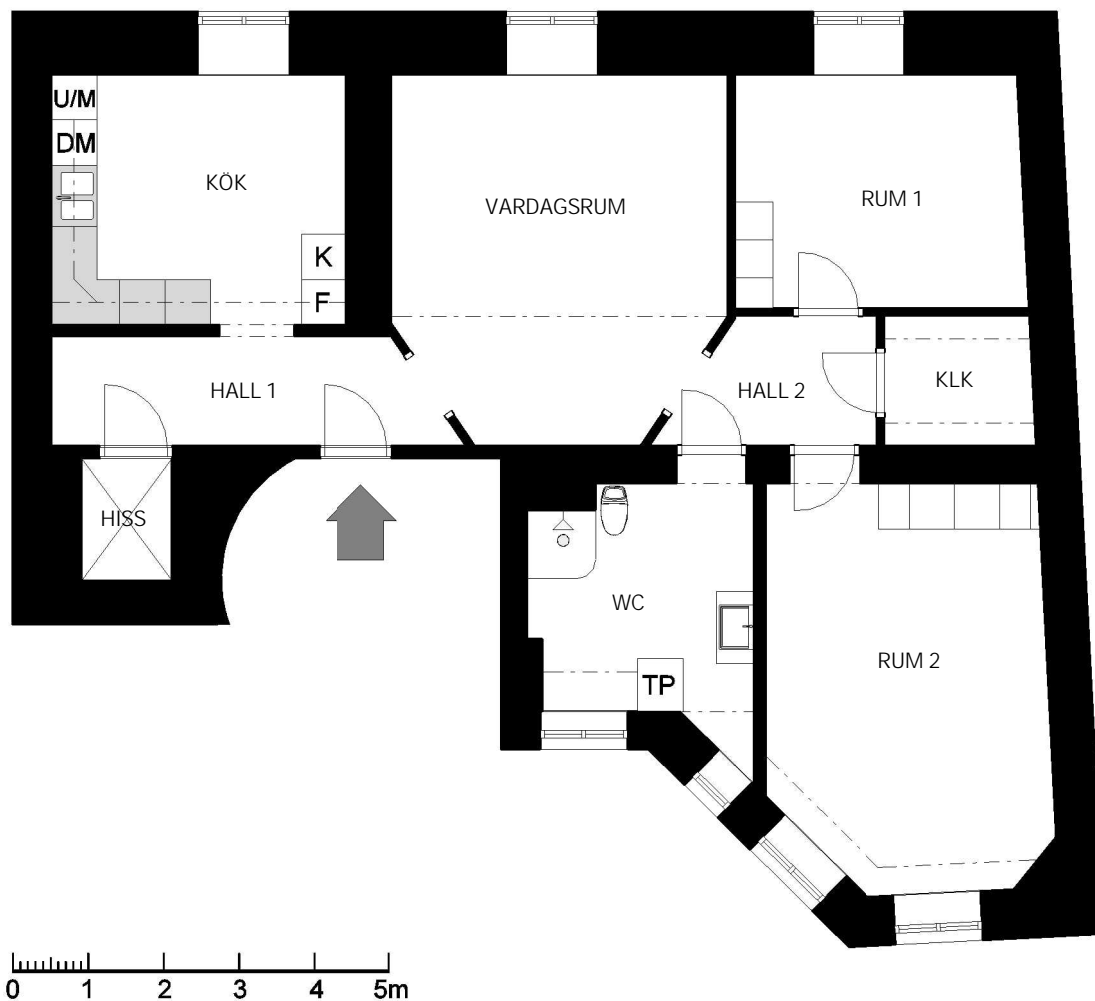 U/M
DM
KÖK
VARDAGSRUM
RUM 1
K
F
HALL 1
HALL 2
KLK
HISS
WC
TP
RUM 2
0 1 2 3 4 5m